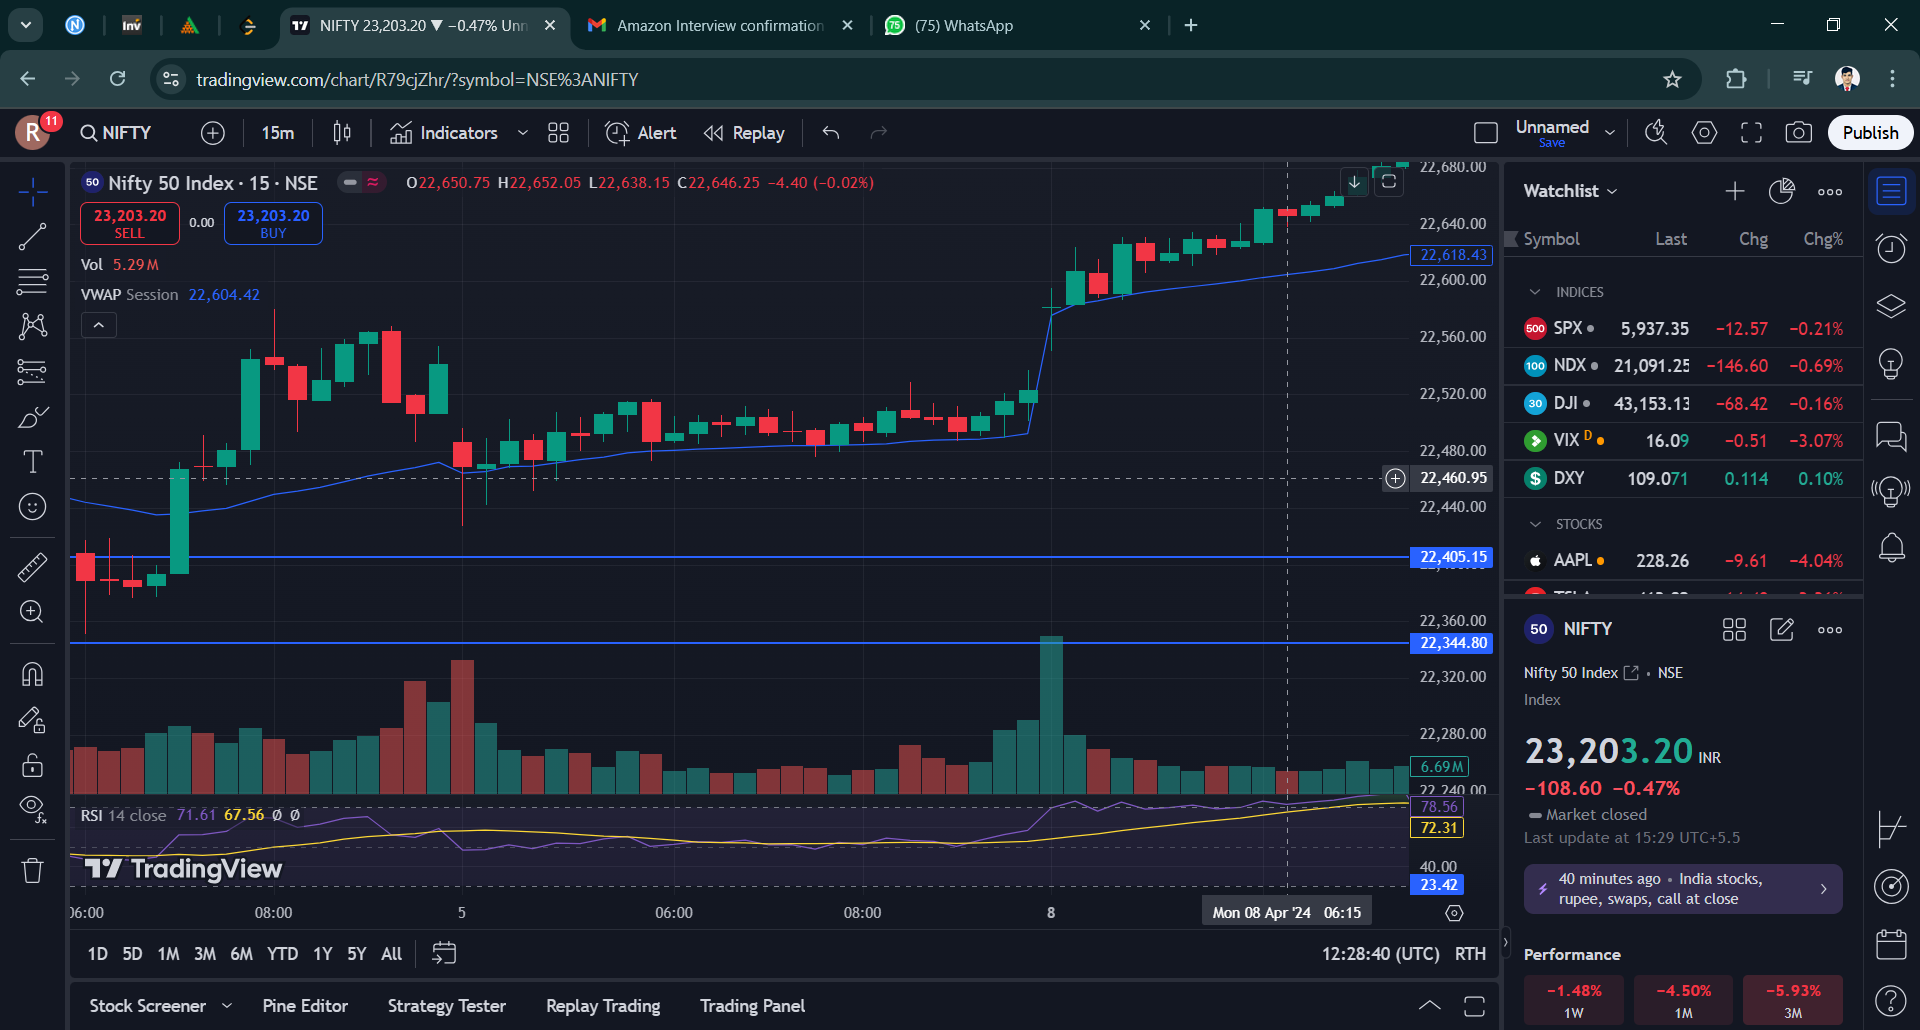 NIFTY 23,203.20 ▼ −0.47% Unn
Amazon Interview confirmation
75 (75) WhatsApp
tradingview.com/chart/R79cjZhr/?symbol=NSE%3ANIFTY
R 11 NIFTY 15m Indicators Alert Replay Unnamed Save Publish
50 Nifty 50 Index · 15 · NSE O22,650.75 H22,652.05 L22,638.15 C22,646.25 −4.40 (−0.02%)
23,203.20 SELL 0.00 23,203.20 BUY
Vol 5.29 M
VWAP Session 22,604.42
22,680.00
22,640.00
22,618.43
22,600.00
22,560.00
22,520.00
22,480.00
22,460.95
22,440.00
22,405.15
22,360.00
22,344.80
22,320.00
22,280.00
6.69 M
22,240.00
RSI 14 close 71.61 67.56 Ø Ø
78.56
72.31
40.00
23.42
TradingView
06:00 08:00 5 06:00 08:00 8 Mon 08 Apr '24 06:15
1D 5D 1M 3M 6M YTD 1Y 5Y All 12:28:40 (UTC) RTH
Stock Screener Pine Editor Strategy Tester Replay Trading Trading Panel
Watchlist
Symbol Last Chg Chg%
INDICES
500 SPX 5,937.35 −12.57 −0.21%
100 NDX 21,091.25 −146.60 −0.69%
30 DJI 43,153.13 −68.42 −0.16%
VIX D 16.09 −0.51 −3.07%
$ DXY 109.071 0.114 0.10%
STOCKS
AAPL 228.26 −9.61 −4.04%
50 NIFTY
Nifty 50 Index • NSE
Index
23,203.20 INR
−108.60 −0.47%
Market closed
Last update at 15:29 UTC+5.5
40 minutes ago • India stocks,
rupee, swaps, call at close
Performance
−1.48% −4.50% −5.93%
1W 1M 3M